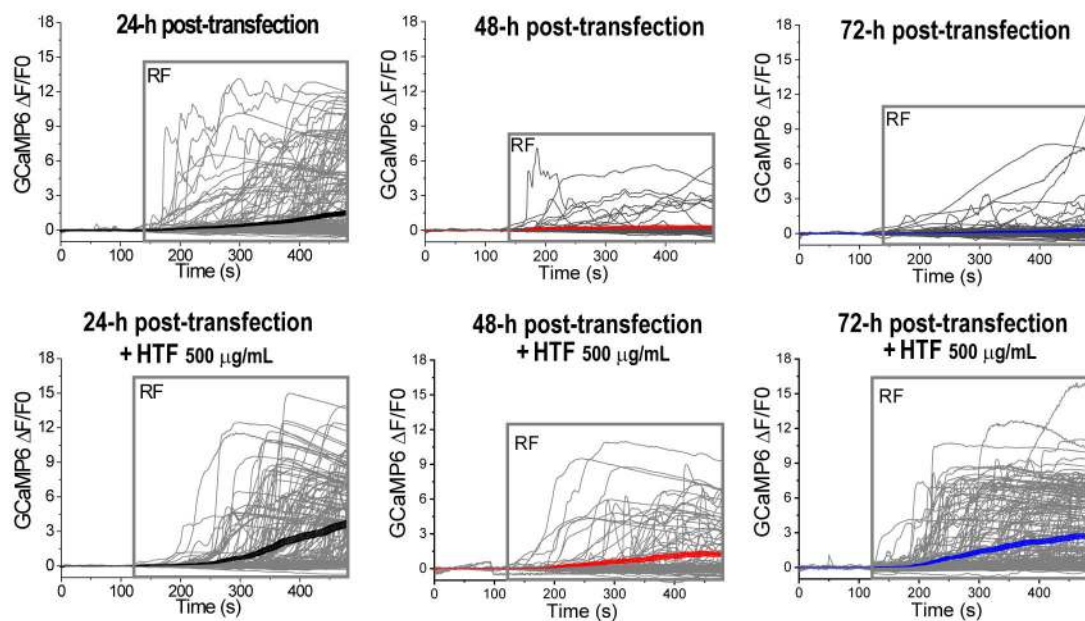 24-h post-transfection
GCaMP6 ΔF/F0
18
15
12
9
6
3
0
RF
0 100 200 300 400
Time (s)
48-h post-transfection
GCaMP6 ΔF/F0
18
15
12
9
6
3
0
RF
0 100 200 300 400
Time (s)
72-h post-transfection
GCaMP6 ΔF/F0
18
15
12
9
6
3
0
RF
0 100 200 300 400
Time (s)
24-h post-transfection
+ HTF 500 μg/mL
GCaMP6 ΔF/F0
18
15
12
9
6
3
0
RF
0 100 200 300 400
Time (s)
48-h post-transfection
+ HTF 500 μg/mL
GCaMP6 ΔF/F0
18
15
12
9
6
3
0
RF
0 100 200 300 400
Time (s)
72-h post-transfection
+ HTF 500 μg/mL
GCaMP6 ΔF/F0
18
15
12
9
6
3
0
RF
0 100 200 300 400
Time (s)